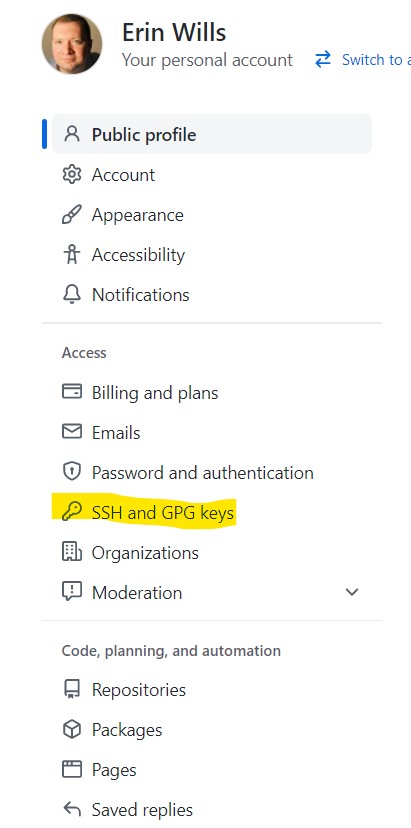 Erin Wills
Your personal account Switch to a
Public profile
Account
Appearance
Accessibility
Notifications
Access
Billing and plans
Emails
Password and authentication
SSH and GPG keys
Organizations
Moderation
Code, planning, and automation
Repositories
Packages
Pages
Saved replies